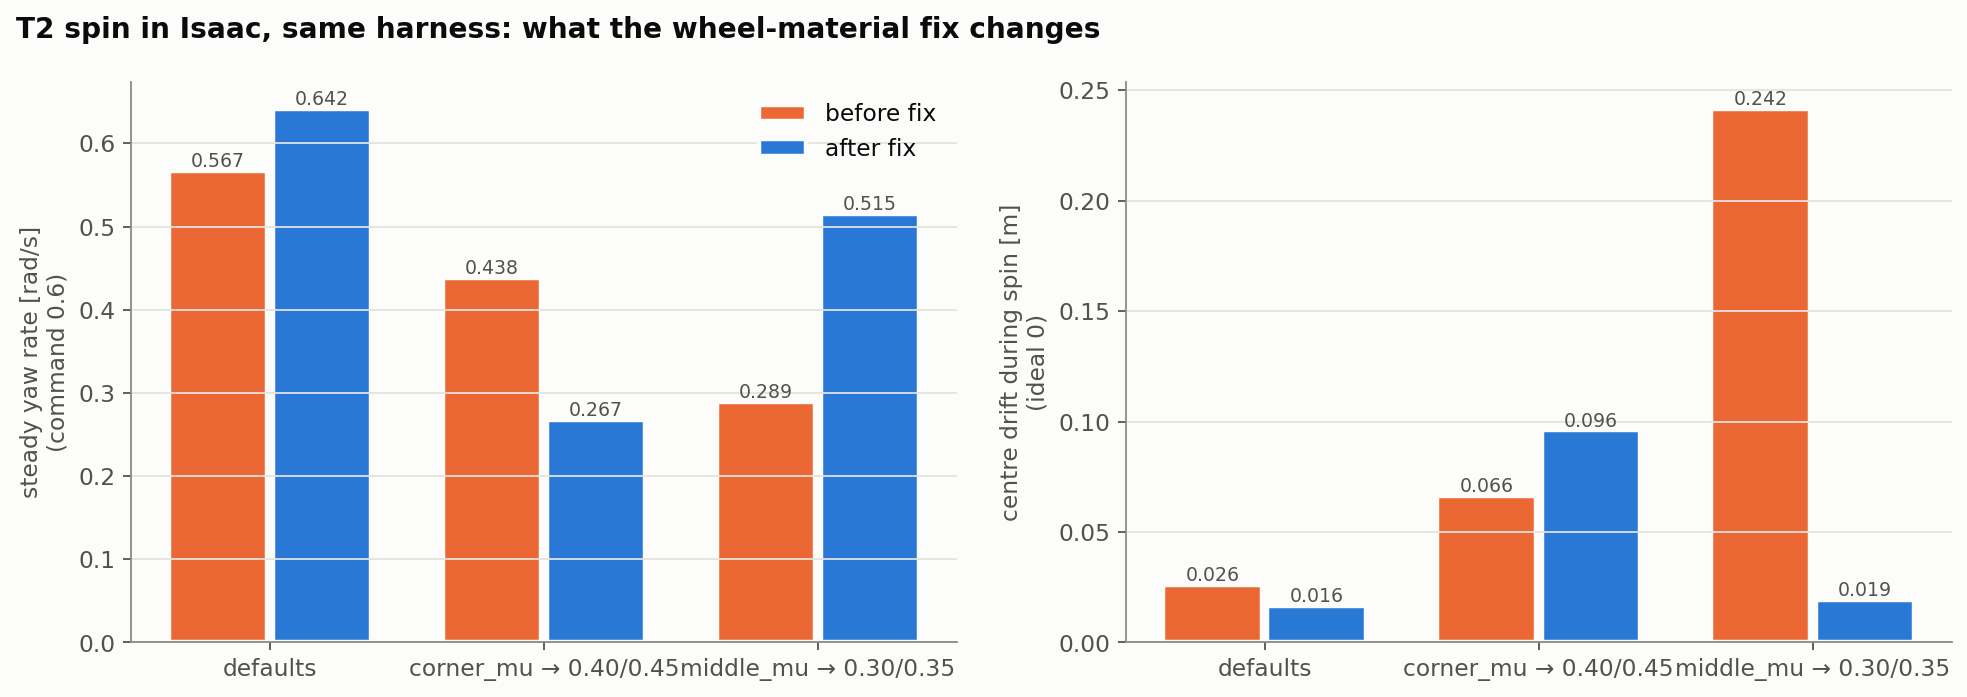 T2 spin in Isaac, same harness: what the wheel-material fix changes
steady yaw rate [rad/s]
(command 0.6)
0.6
0.5
0.4
0.3
0.2
0.1
0.0
0.567
0.642
0.438
0.267
0.289
0.515
before fix
after fix
defaults
corner_mu → 0.40/0.45
middle_mu → 0.30/0.35
centre drift during spin [m]
(ideal 0)
0.25
0.20
0.15
0.10
0.05
0.00
0.026
0.016
0.066
0.096
0.242
0.019
defaults
corner_mu → 0.40/0.45
middle_mu → 0.30/0.35